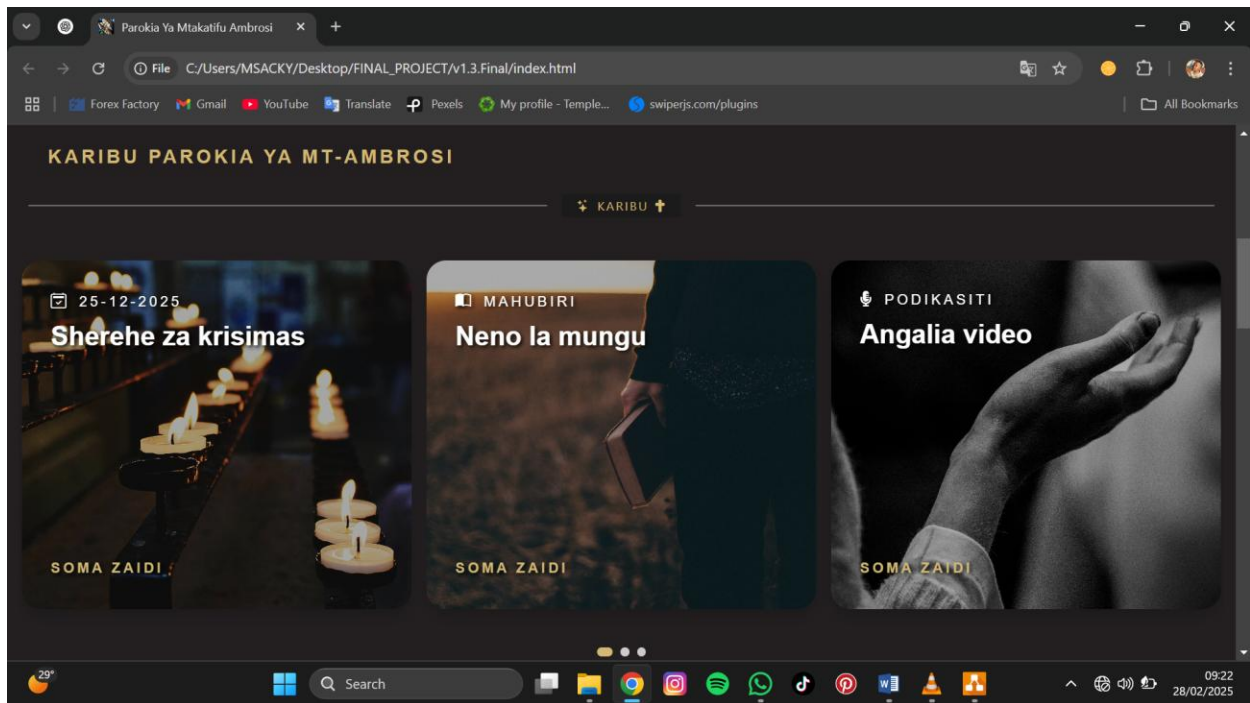 Parokia Ya Mtakatifu Ambrosi
File C:/Users/MSACKY/Desktop/FINAL_PROJECT/v1.3.Final/index.html
Forex Factory Gmail YouTube Translate Pexels My profile - Temple... swiperjs.com/plugins All Bookmarks
KARIBU PAROKIA YA MT-AMBROSI
KARIBU
25-12-2025
Sherehe za krisimas
SOMA ZAIDI
MAHUBIRI
Neno la mungu
SOMA ZAIDI
PODIKASITI
Angalia video
SOMA ZAIDI
29°
Search
09:22
28/02/2025